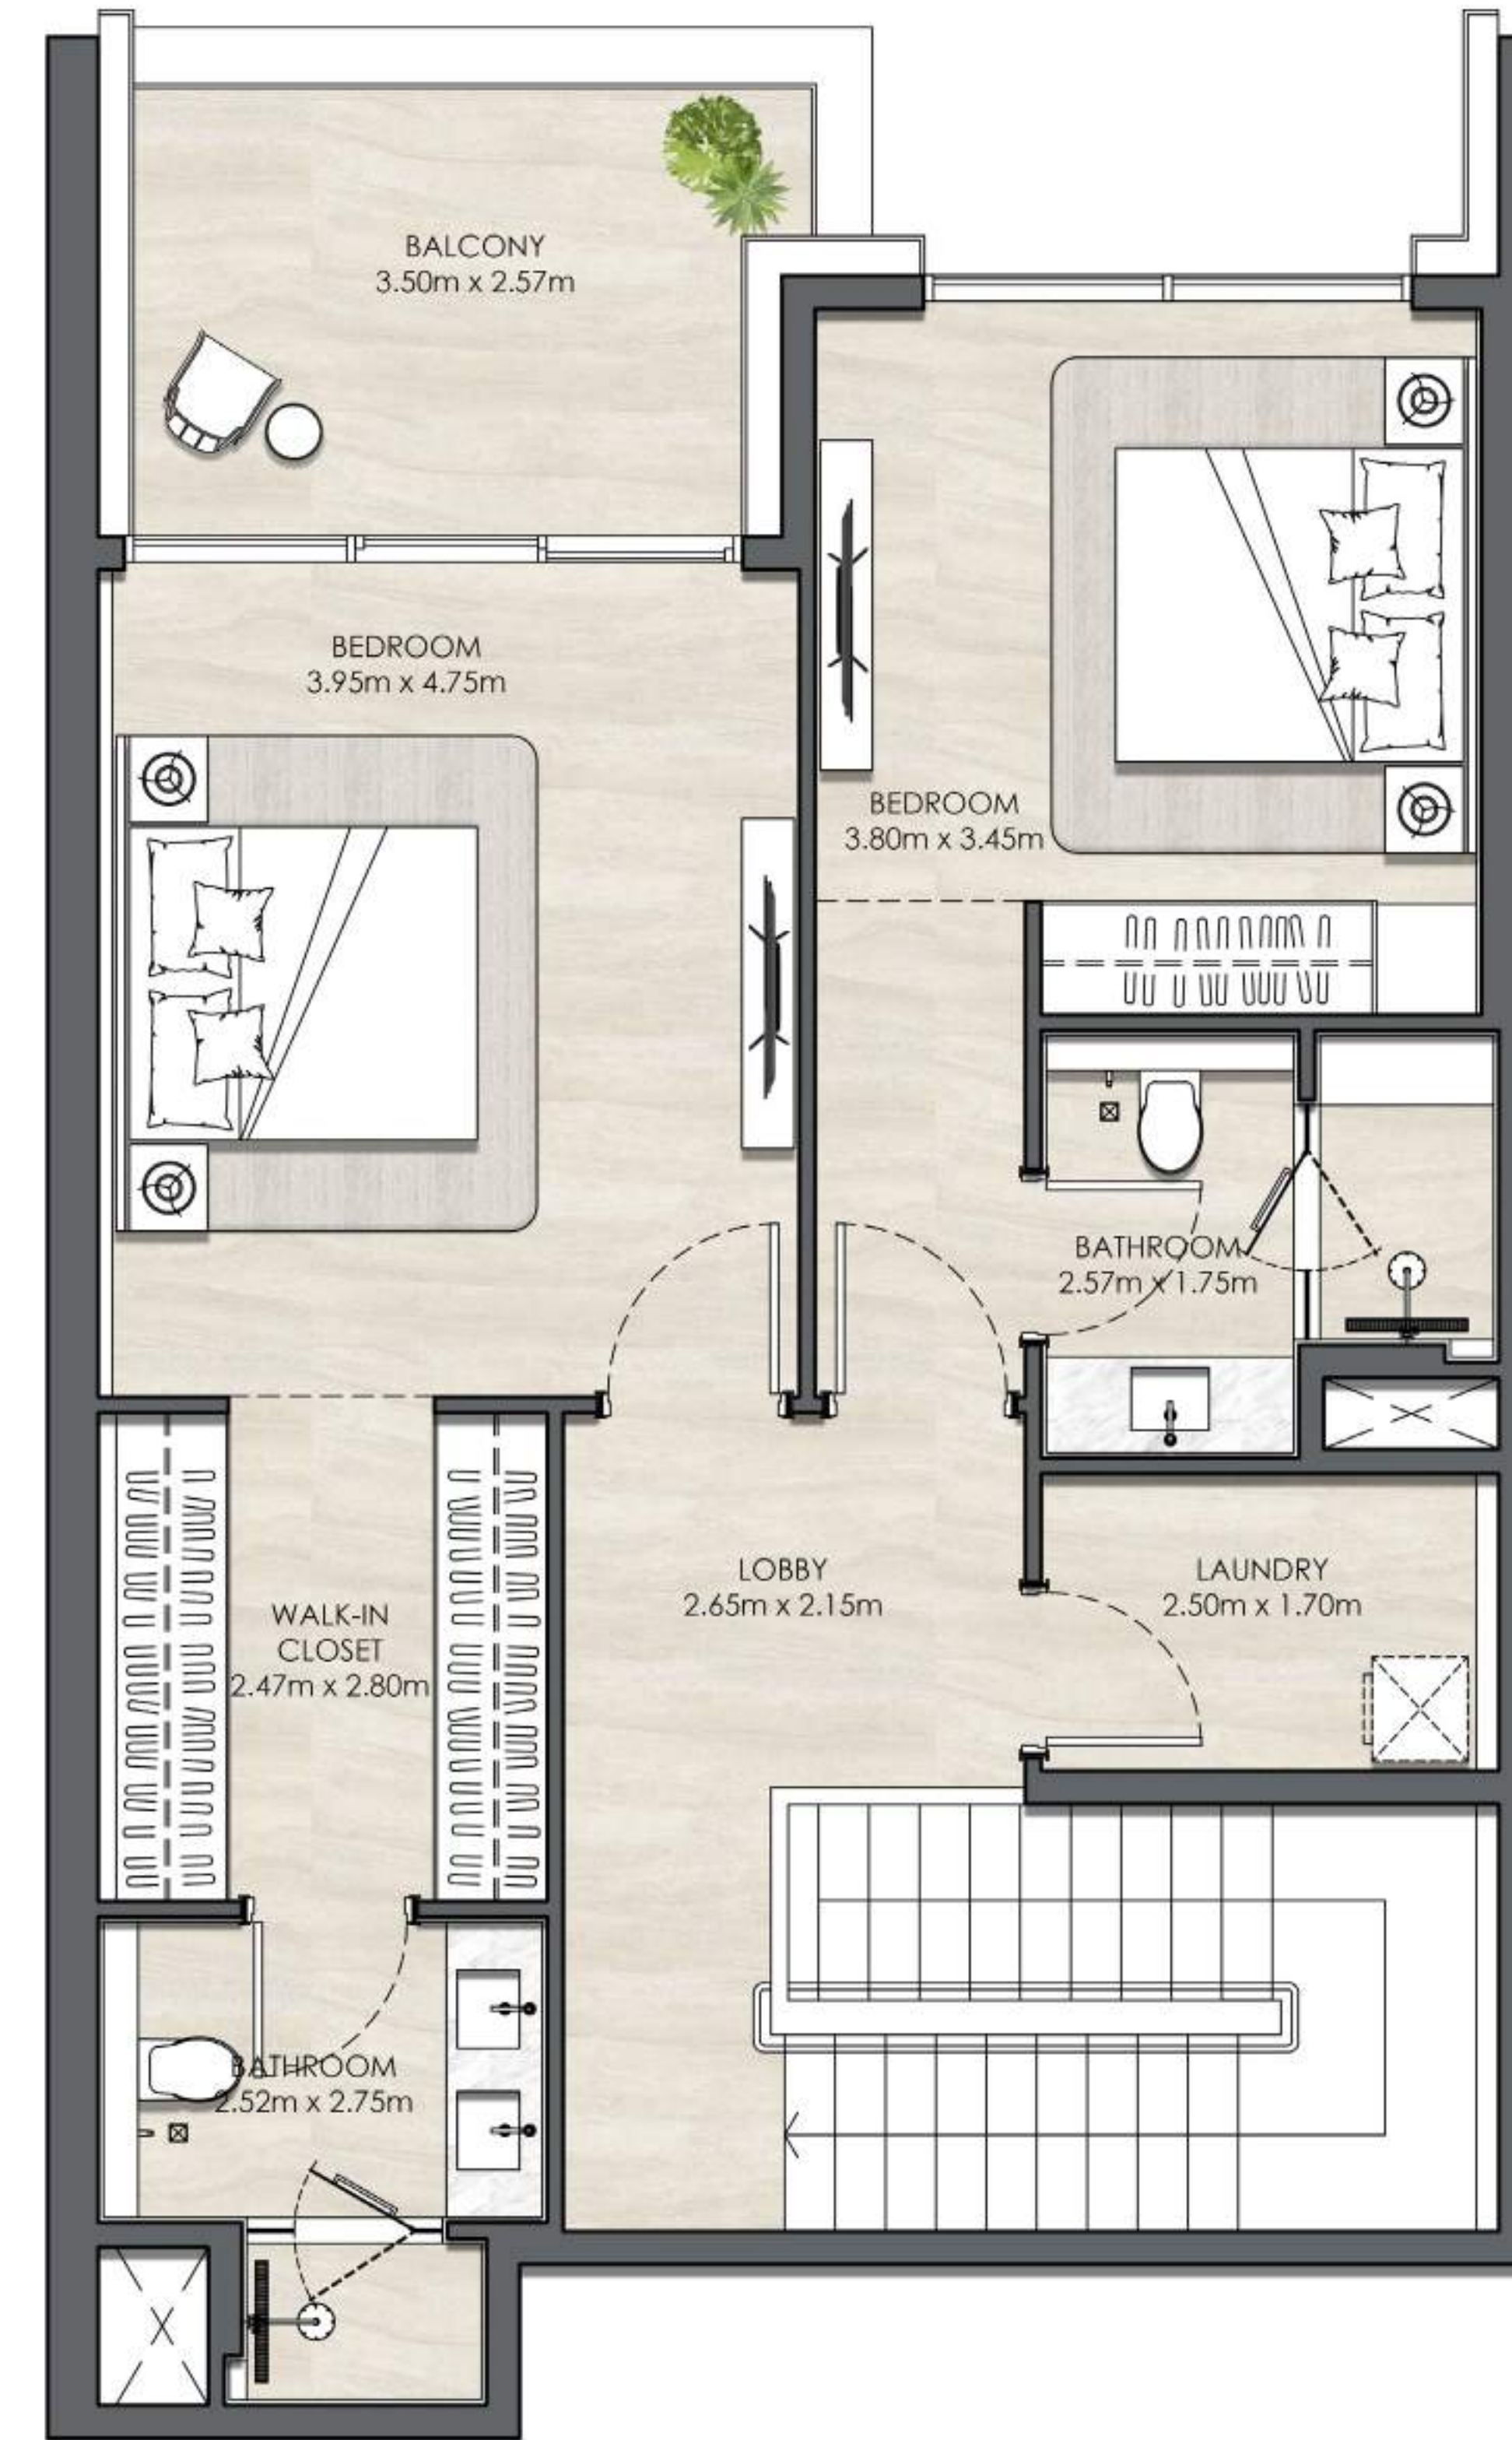 BALCONY
3.50m x 2.57m
BEDROOM
3.95m x 4.75m
BEDROOM
3.80m x 3.45m
BATHROOM
2.57m x 1.75m
LOBBY
2.65m x 2.15m
LAUNDRY
2.50m x 1.70m
WALK-IN
CLOSET
2.47m x 2.80m
BATHROOM
2.52m x 2.75m